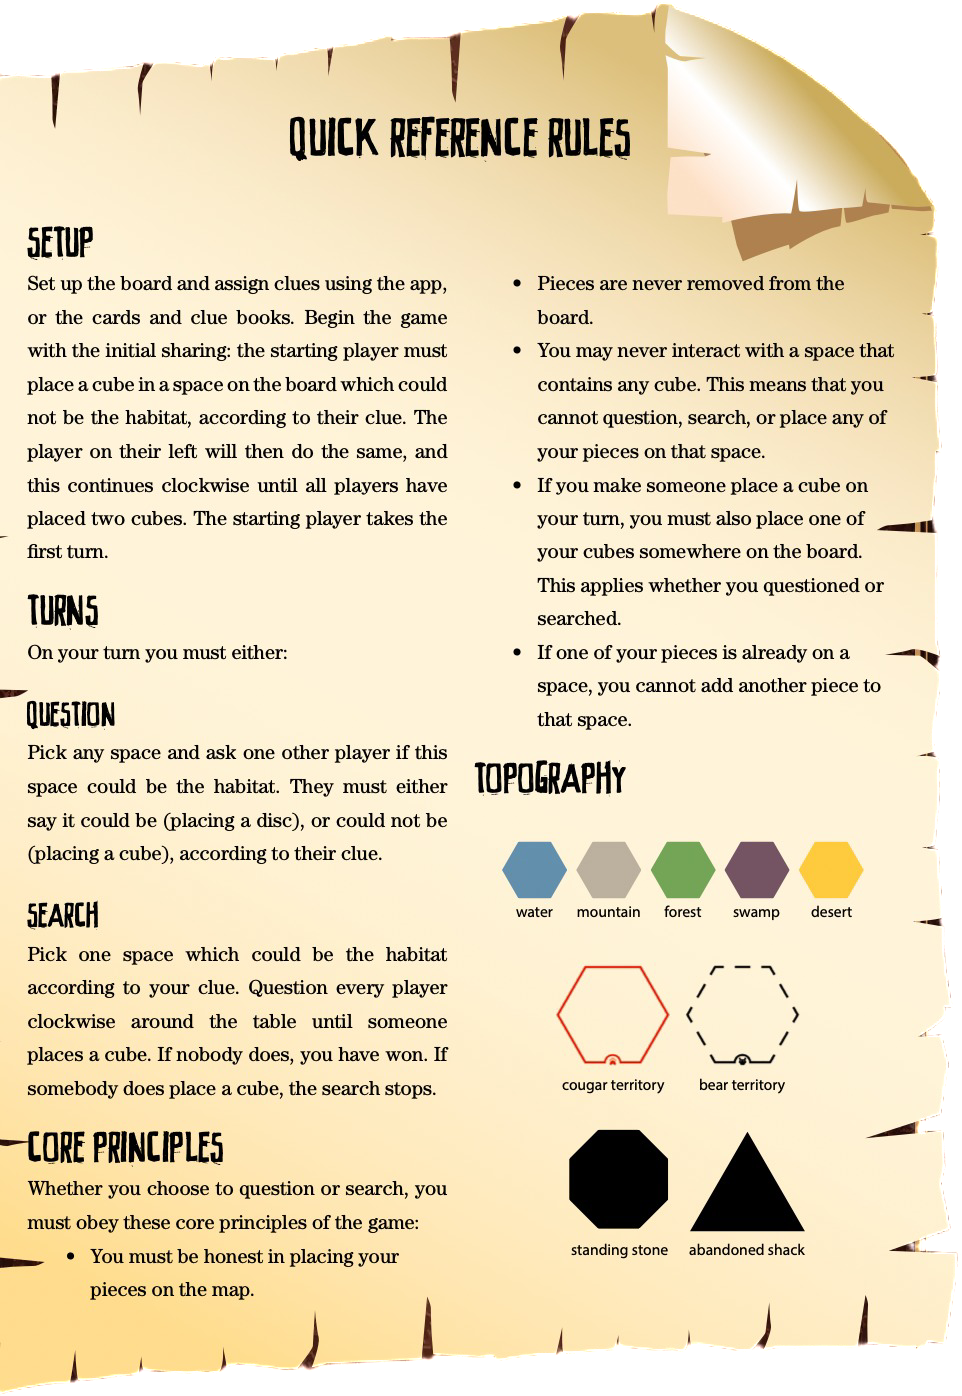 QUICK REFERENCE RULES
SETUP
Set up the board and assign clues using the app,
or the cards and clue books. Begin the game
with the initial sharing: the starting player must
place a cube in a space on the board which could
not be the habitat, according to their clue. The
player on their left will then do the same, and
this continues clockwise until all players have
placed two cubes. The starting player takes the
first turn.
TURNS
On your turn you must either:
QUESTION
Pick any space and ask one other player if this
space could be the habitat. They must either
say it could be (placing a disc), or could not be
(placing a cube), according to their clue.
SEARCH
Pick one space which could be the habitat
according to your clue. Question every player
clockwise around the table until someone
places a cube. If nobody does, you have won. If
somebody does place a cube, the search stops.
CORE PRINCIPLES
Whether you choose to question or search, you
must obey these core principles of the game:
• You must be honest in placing your
pieces on the map.
• Pieces are never removed from the
board.
• You may never interact with a space that
contains any cube. This means that you
cannot question, search, or place any of
your pieces on that space.
• If you make someone place a cube on
your turn, you must also place one of
your cubes somewhere on the board.
This applies whether you questioned or
searched.
• If one of your pieces is already on a
space, you cannot add another piece to
that space.
TOPOGRAPHY
water mountain forest swamp desert
cougar territory bear territory
standing stone abandoned shack